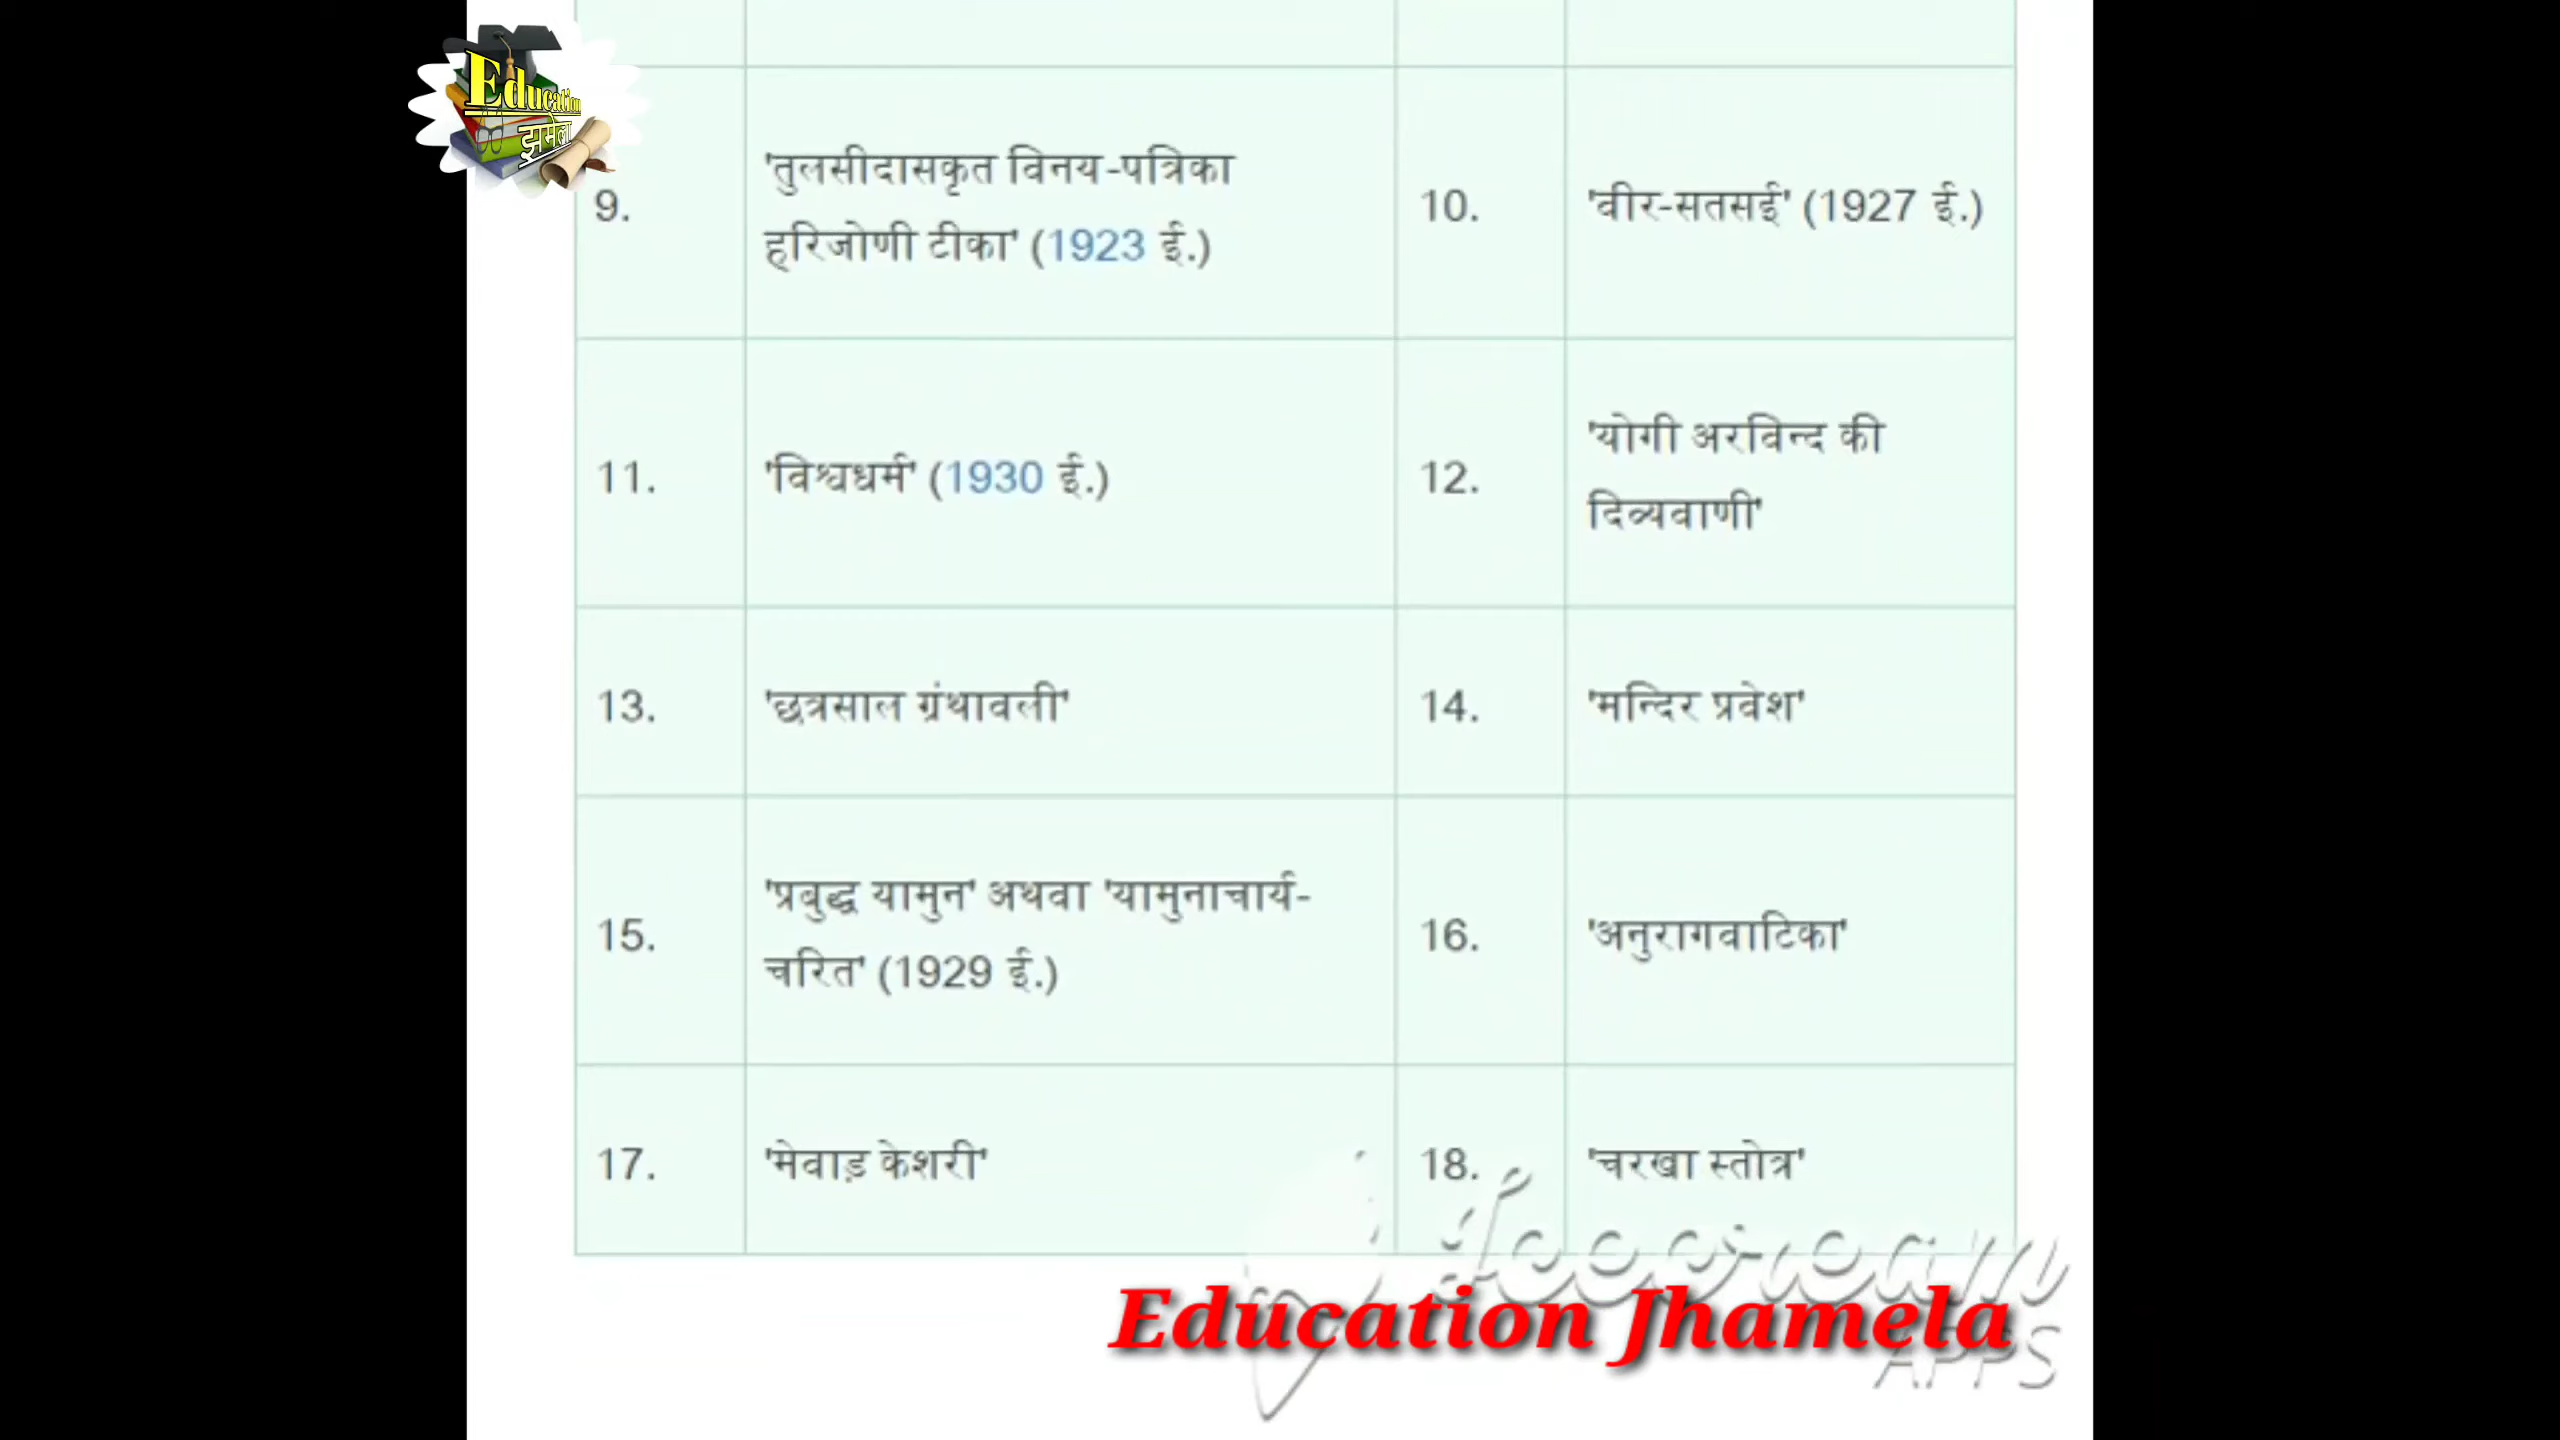 Education
झमेला
9.
'तुलसीदासकृत विनय-पत्रिका
हरिजोणी टीका' (1923 ई.)
10.
'वीर-सतसई' (1927 ई.)
11.
'विश्वधर्म' (1930 ई.)
12.
'योगी अरविन्द की
दिव्यवाणी'
13.
'छत्रसाल ग्रंथावली'
14.
'मन्दिर प्रवेश'
15.
'प्रबुद्ध यामुन' अथवा 'यामुनाचार्य-
चरित' (1929 ई.)
16.
'अनुरागवाटिका'
17.
'मेवाड़ केशरी'
18.
'चरखा स्तोत्र'
Education Jhamela
APPS